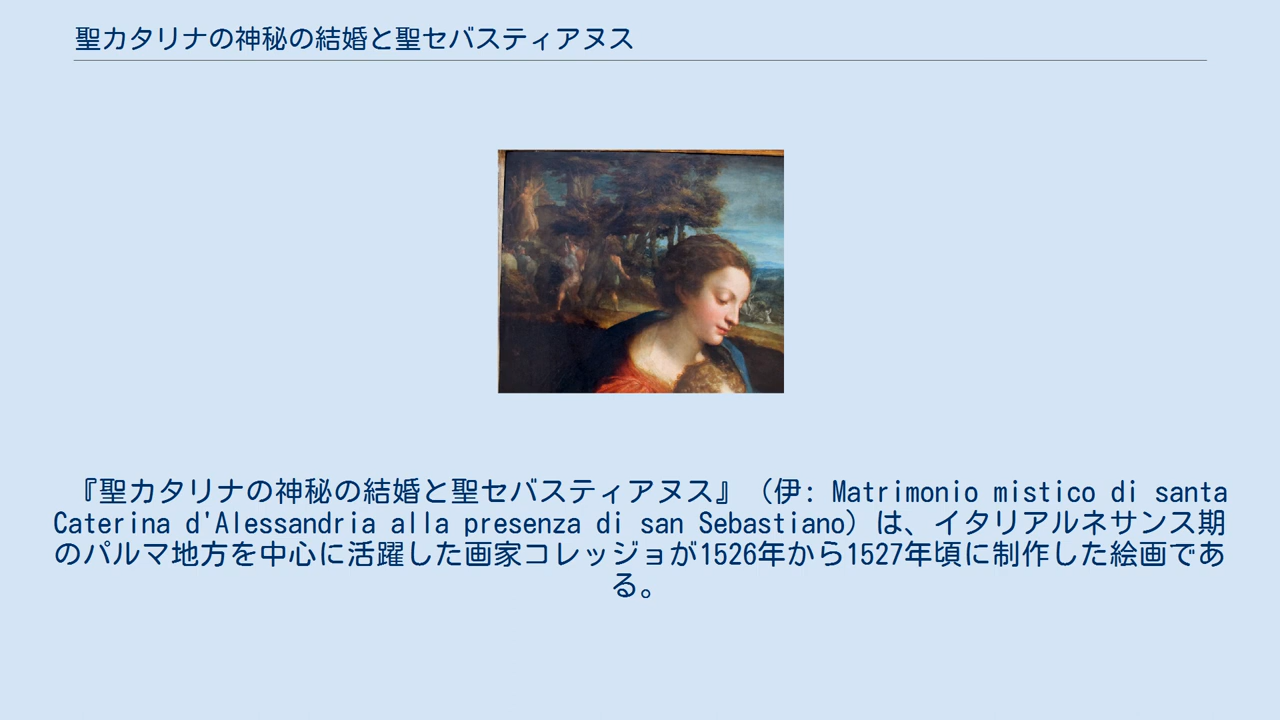 聖カタリナの神秘の結婚と聖セバスティアヌス
『聖カタリナの神秘の結婚と聖セバスティアヌス』（伊: Matrimonio mistico di santa
Caterina d'Alessandria alla presenza di san Sebastiano）は、イタリアルネサンス期
のパルマ地方を中心に活躍した画家コレッジョが1526年から1527年頃に制作した絵画であ
る。